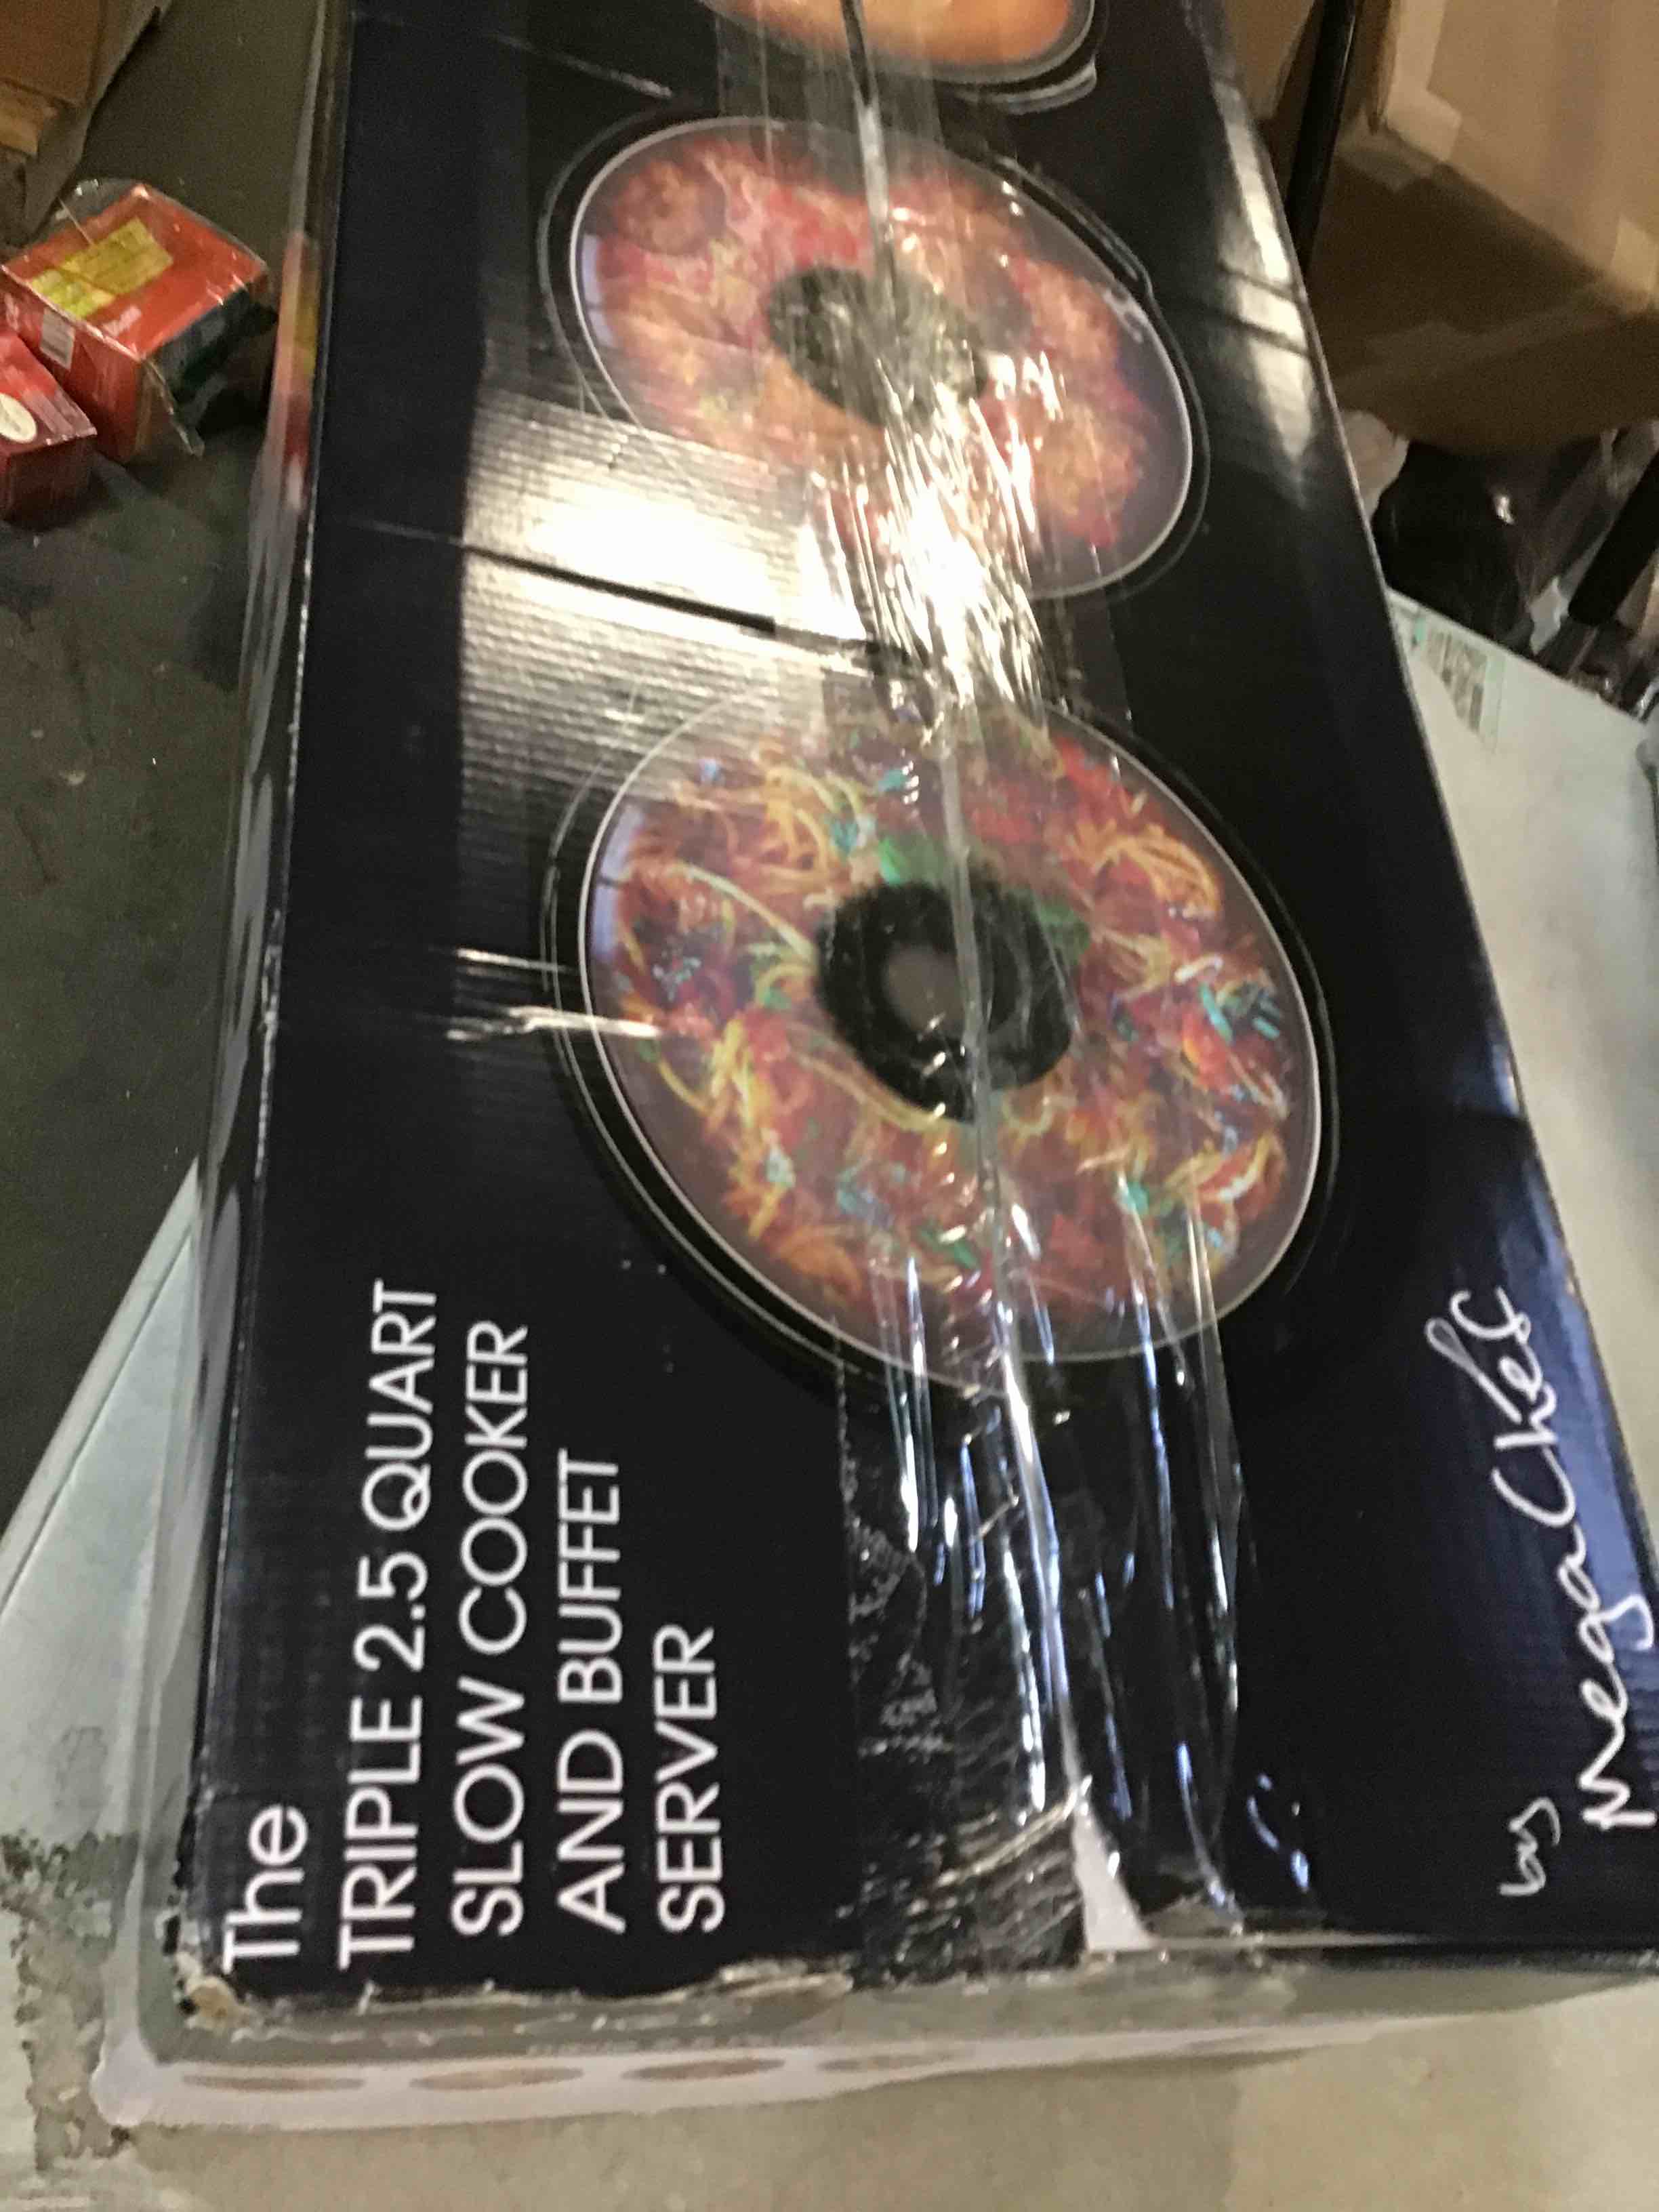 The
TRIPLE 2.5 QUART
SLOW COOKER
AND BUFFET
SERVER
by
MegaChef